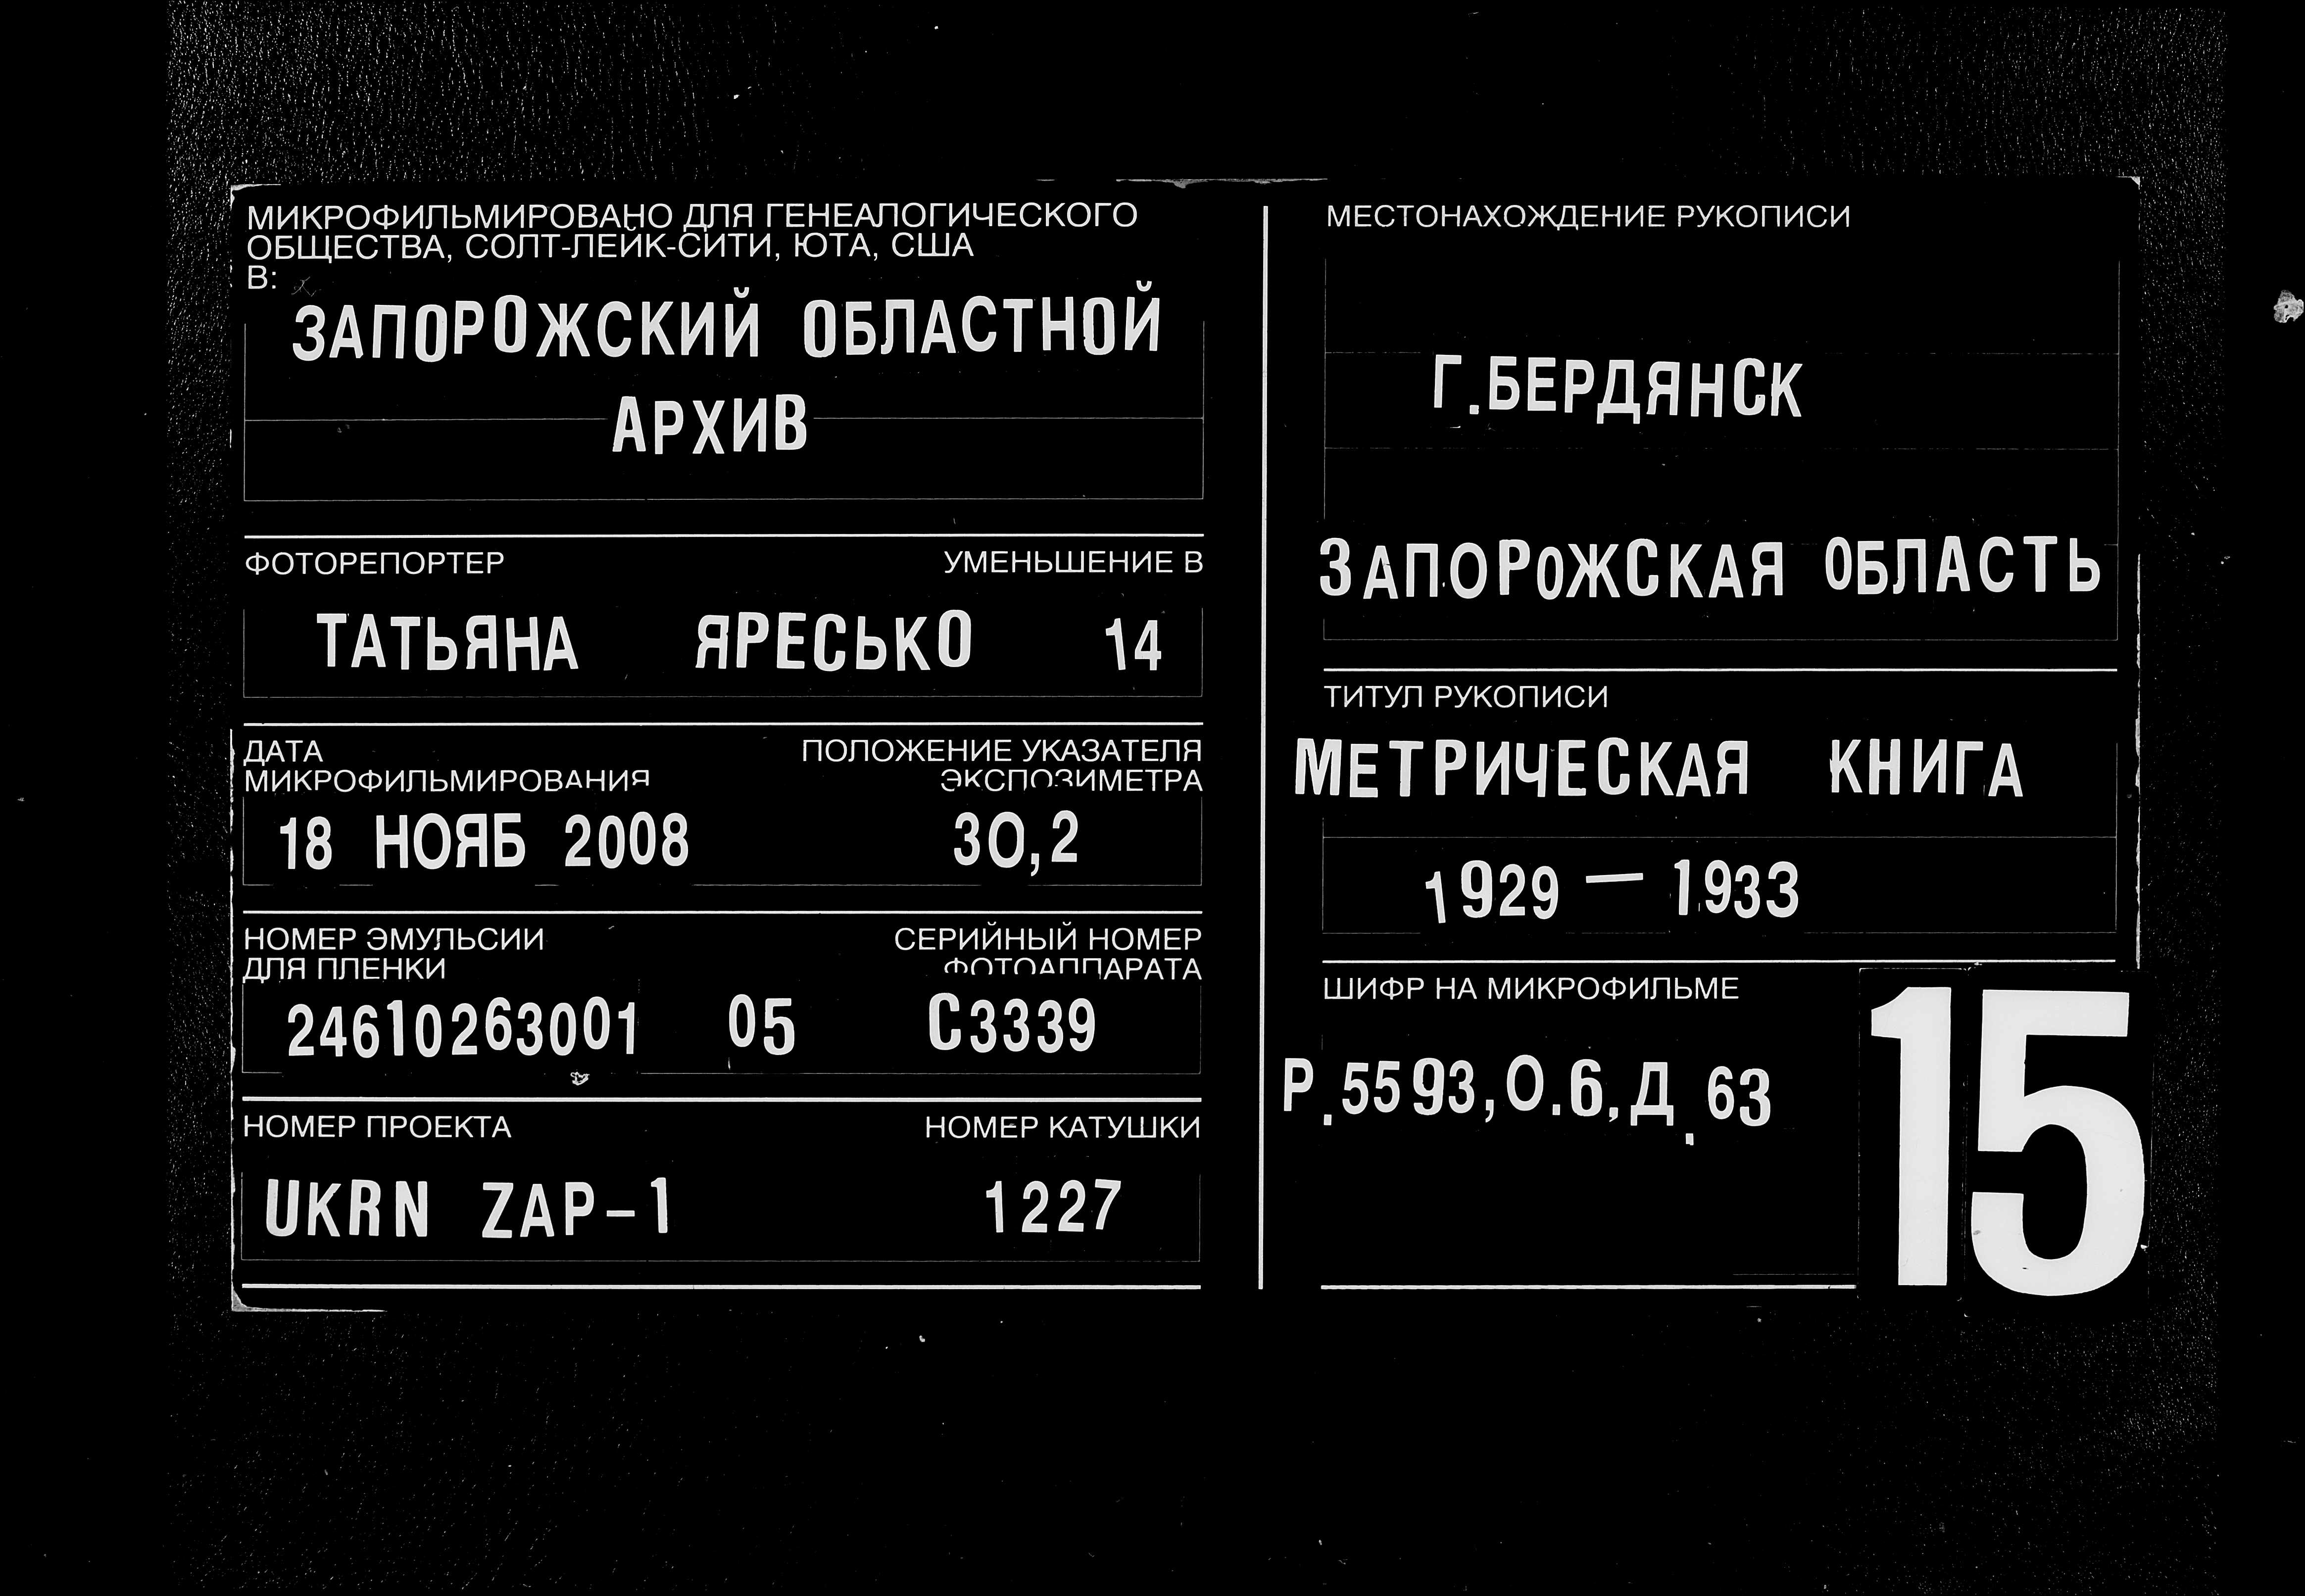 МИКРОФИЛЬМИРОВАНО ДЛЯ ГЕНЕАЛОГИЧЕСКОГО
ОБЩЕСТВА, СОЛТ-ЛЕЙК-СИТИ, ЮТА, США
В:
ЗАПОРОЖСКИЙ ОБЛАСТНОЙ
АРХИВ
ФОТОРЕПОРТЕР УМЕНЬШЕНИЕ В
ТАТЬЯНА ЯРЕСЬКО 14
ДАТА ПОЛОЖЕНИЕ УКАЗАТЕЛЯ
МИКРОФИЛЬМИРОВАНИЯ ЭКСПОЗИМЕТРА
18 НОЯБ 2008 30,2
НОМЕР ЭМУЛЬСИИ СЕРИЙНЫЙ НОМЕР
ДЛЯ ПЛЕНКИ ФОТОАППАРАТА
24610263001 05 С3339
НОМЕР ПРОЕКТА НОМЕР КАТУШКИ
UKRN ZAP-1 1227
МЕСТОНАХОЖДЕНИЕ РУКОПИСИ
Г.БЕРДЯНСК
ЗАПОРОЖСКАЯ ОБЛАСТЬ
ТИТУЛ РУКОПИСИ
МЕТРИЧЕСКАЯ КНИГА
1929 — 1933
ШИФР НА МИКРОФИЛЬМЕ
Р.5593,О.6,Д.63
15